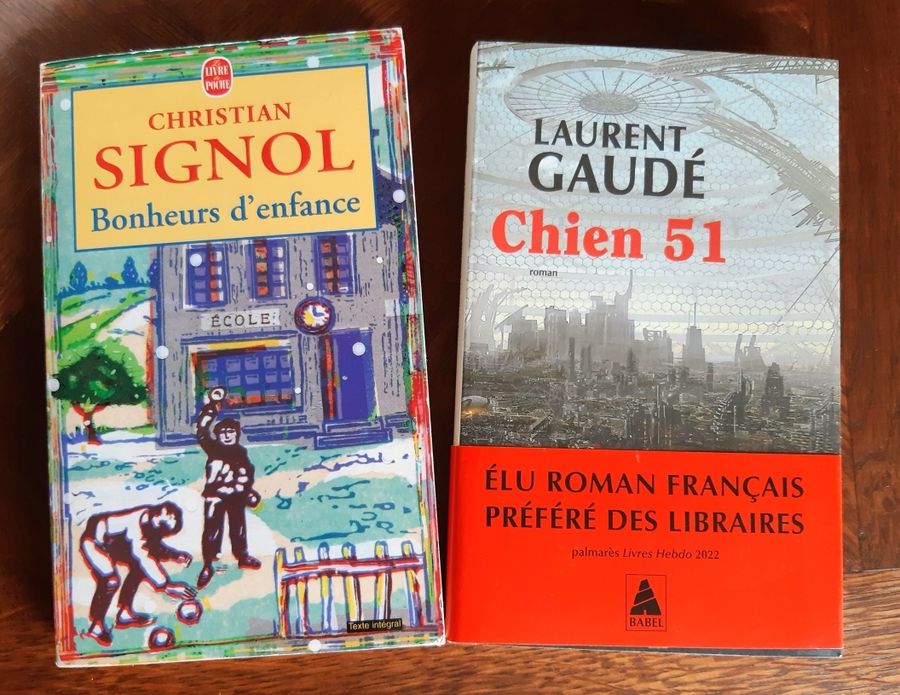 Le
LIVRE
de
POCHE
CHRISTIAN
SIGNOL
Bonheurs d'enfance
ÉCOLE
Texte intégral
LAURENT
GAUDÉ
Chien 51
roman
ÉLU ROMAN FRANÇAIS
PRÉFÉRÉ DES LIBRAIRES
palmarès Livres Hebdo 2022
BABEL